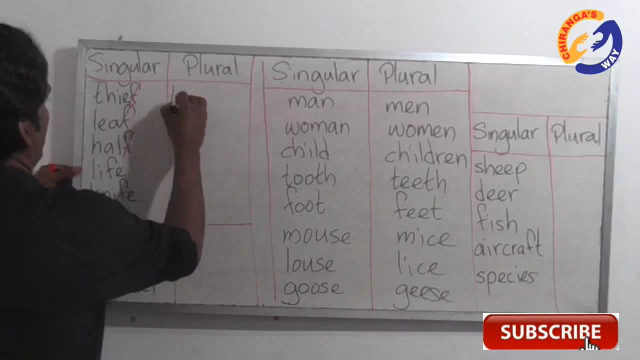 CHIRANGA'S
WAY
Singular Plural
thief
leaf
half
life
Singular Plural
man men
woman women
child children
tooth teeth
foot feet
mouse mice
louse lice
goose geese
Singular Plural
sheep
deer
fish
aircraft
species
SUBSCRIBE